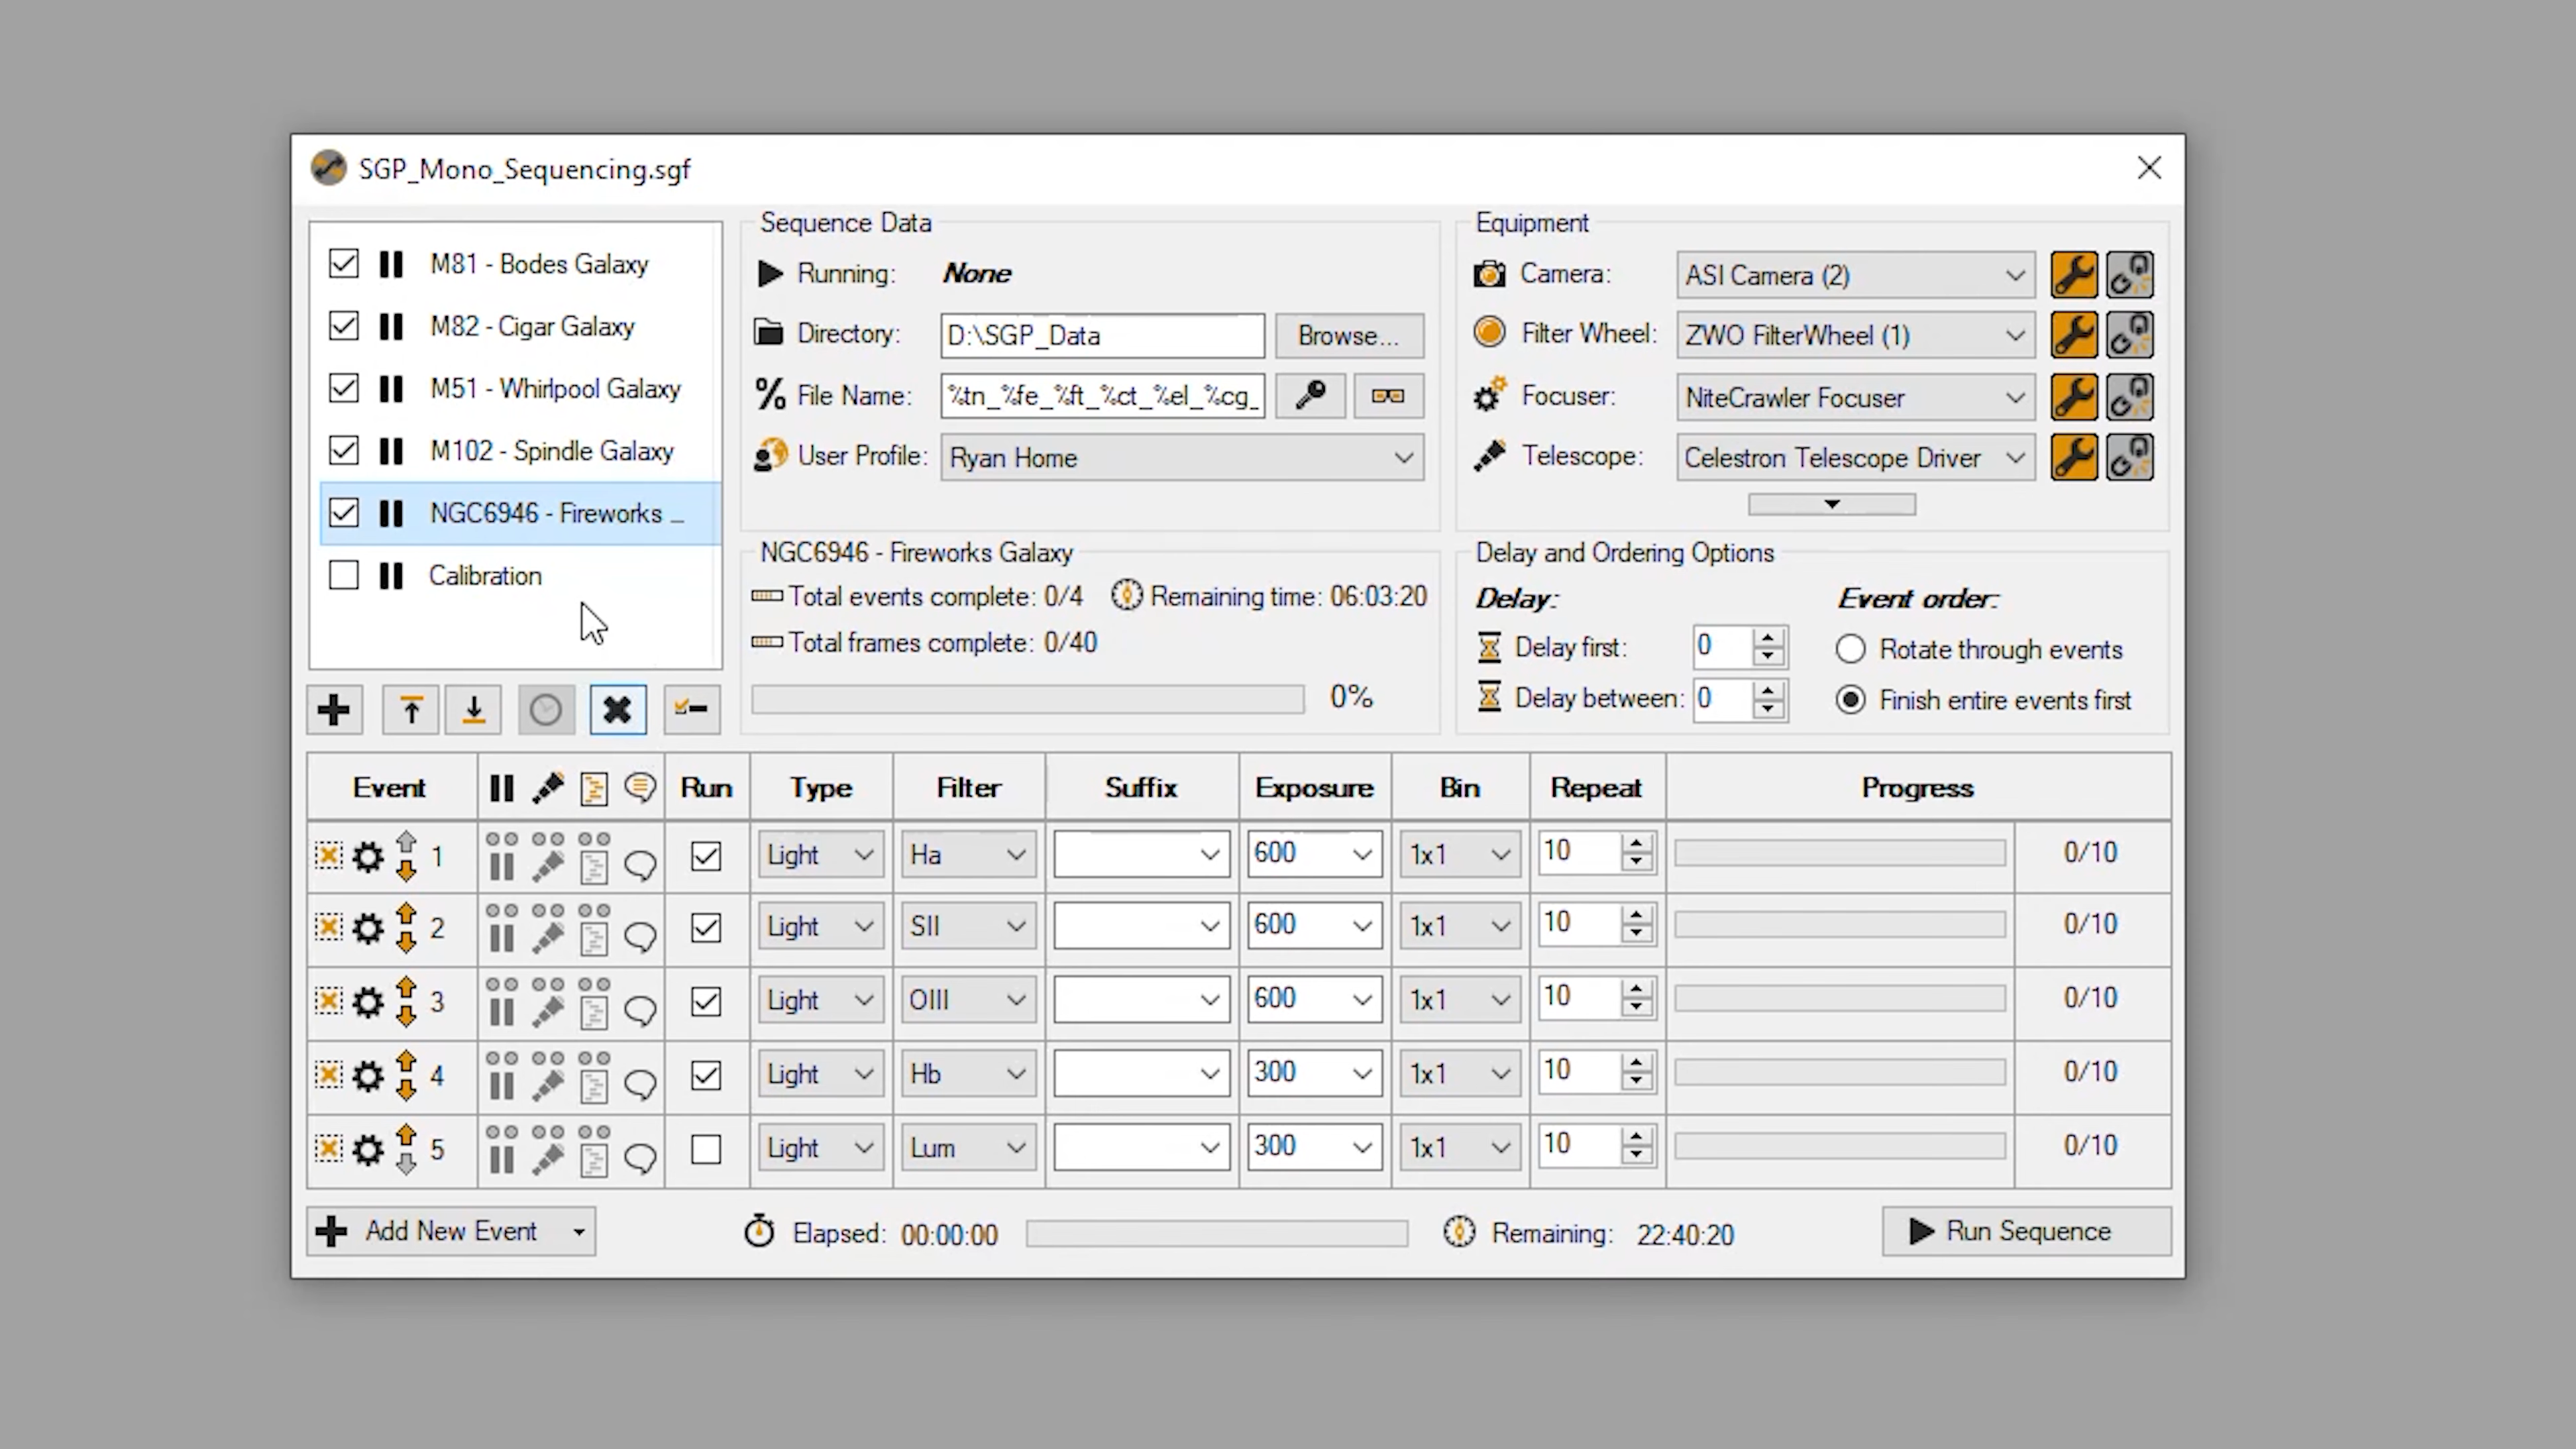 SGP_Mono_Sequencing.sgf
M81 - Bodes Galaxy
M82 - Cigar Galaxy
M51 - Whirlpool Galaxy
M102 - Spindle Galaxy
NGC6946 - Fireworks ...
Calibration
Sequence Data
Running: None
Directory: D:\SGP_Data Browse...
File Name: %tn_%fe_%ft_%ct_%el_%cg_
User Profile: Ryan Home
Equipment
Camera: ASI Camera (2)
Filter Wheel: ZWO FilterWheel (1)
Focuser: NiteCrawler Focuser
Telescope: Celestron Telescope Driver
NGC6946 - Fireworks Galaxy
Total events complete: 0/4 Remaining time: 06:03:20
Total frames complete: 0/40
0%
Delay and Ordering Options
Delay: Event order:
Delay first: 0 Rotate through events
Delay between: 0 Finish entire events first
Event Run Type Filter Suffix Exposure Bin Repeat Progress
1 Light Ha 600 1x1 10 0/10
2 Light SII 600 1x1 10 0/10
3 Light OIII 600 1x1 10 0/10
4 Light Hb 300 1x1 10 0/10
5 Light Lum 300 1x1 10 0/10
Add New Event Elapsed: 00:00:00 Remaining: 22:40:20 Run Sequence